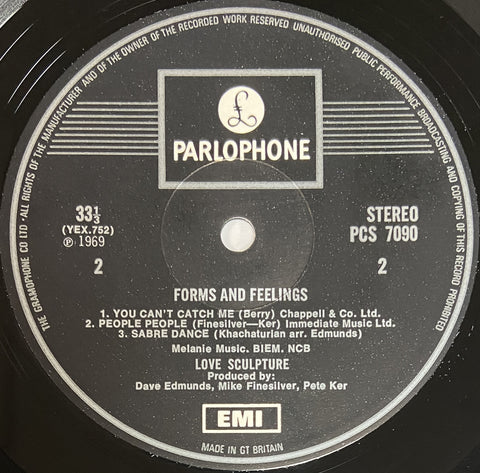 THE GRAMOPHONE CO LTD · ALL RIGHTS OF THE MANUFACTURER AND OF THE OWNER OF THE RECORDED WORK RESERVED UNAUTHORISED PUBLIC PERFORMANCE BROADCASTING AND COPYING OF THIS RECORD PROHIBITED
£
PARLOPHONE
33⅓ STEREO
(YEX.752) PCS 7090
Ⓟ 1969
2 2
FORMS AND FEELINGS
1. YOU CAN'T CATCH ME (Berry) Chappell & Co. Ltd.
2. PEOPLE PEOPLE (Finesilver—Ker) Immediate Music Ltd.
3. SABRE DANCE (Khachaturian arr. Edmunds)
Melanie Music. BIEM. NCB
LOVE SCULPTURE
Produced by:
Dave Edmunds, Mike Finesilver, Pete Ker
EMI
MADE IN GT BRITAIN